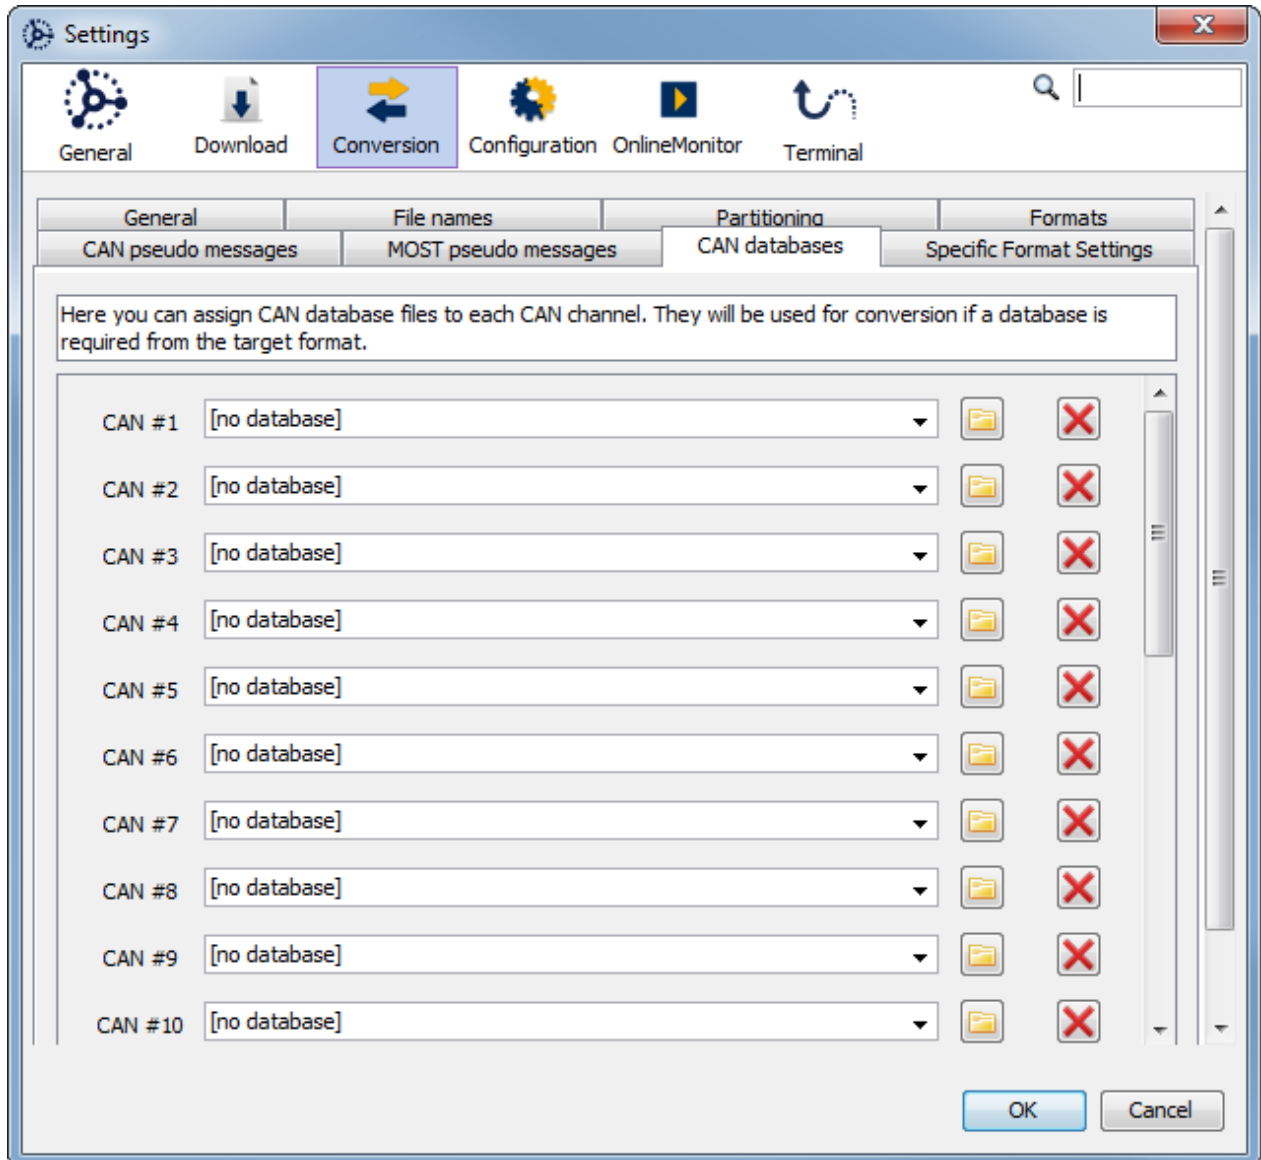 Settings
General
Download
Conversion
Configuration
OnlineMonitor
Terminal
General
File names
Partitioning
Formats
CAN pseudo messages
MOST pseudo messages
CAN databases
Specific Format Settings
Here you can assign CAN database files to each CAN channel. They will be used for conversion if a database is
required from the target format.
CAN #1 [no database]
CAN #2 [no database]
CAN #3 [no database]
CAN #4 [no database]
CAN #5 [no database]
CAN #6 [no database]
CAN #7 [no database]
CAN #8 [no database]
CAN #9 [no database]
CAN #10 [no database]
OK
Cancel